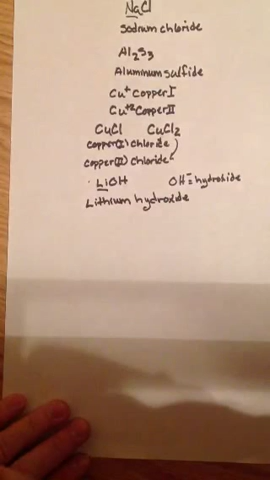 NaCl
Sodium chloride
Al2S3
Aluminum sulfide
Cu+ Copper I
Cu+2 Copper II
CuCl CuCl2
copper(I) chloride
copper(II) chloride
LiOH OH- = hydroxide
Lithium hydroxide